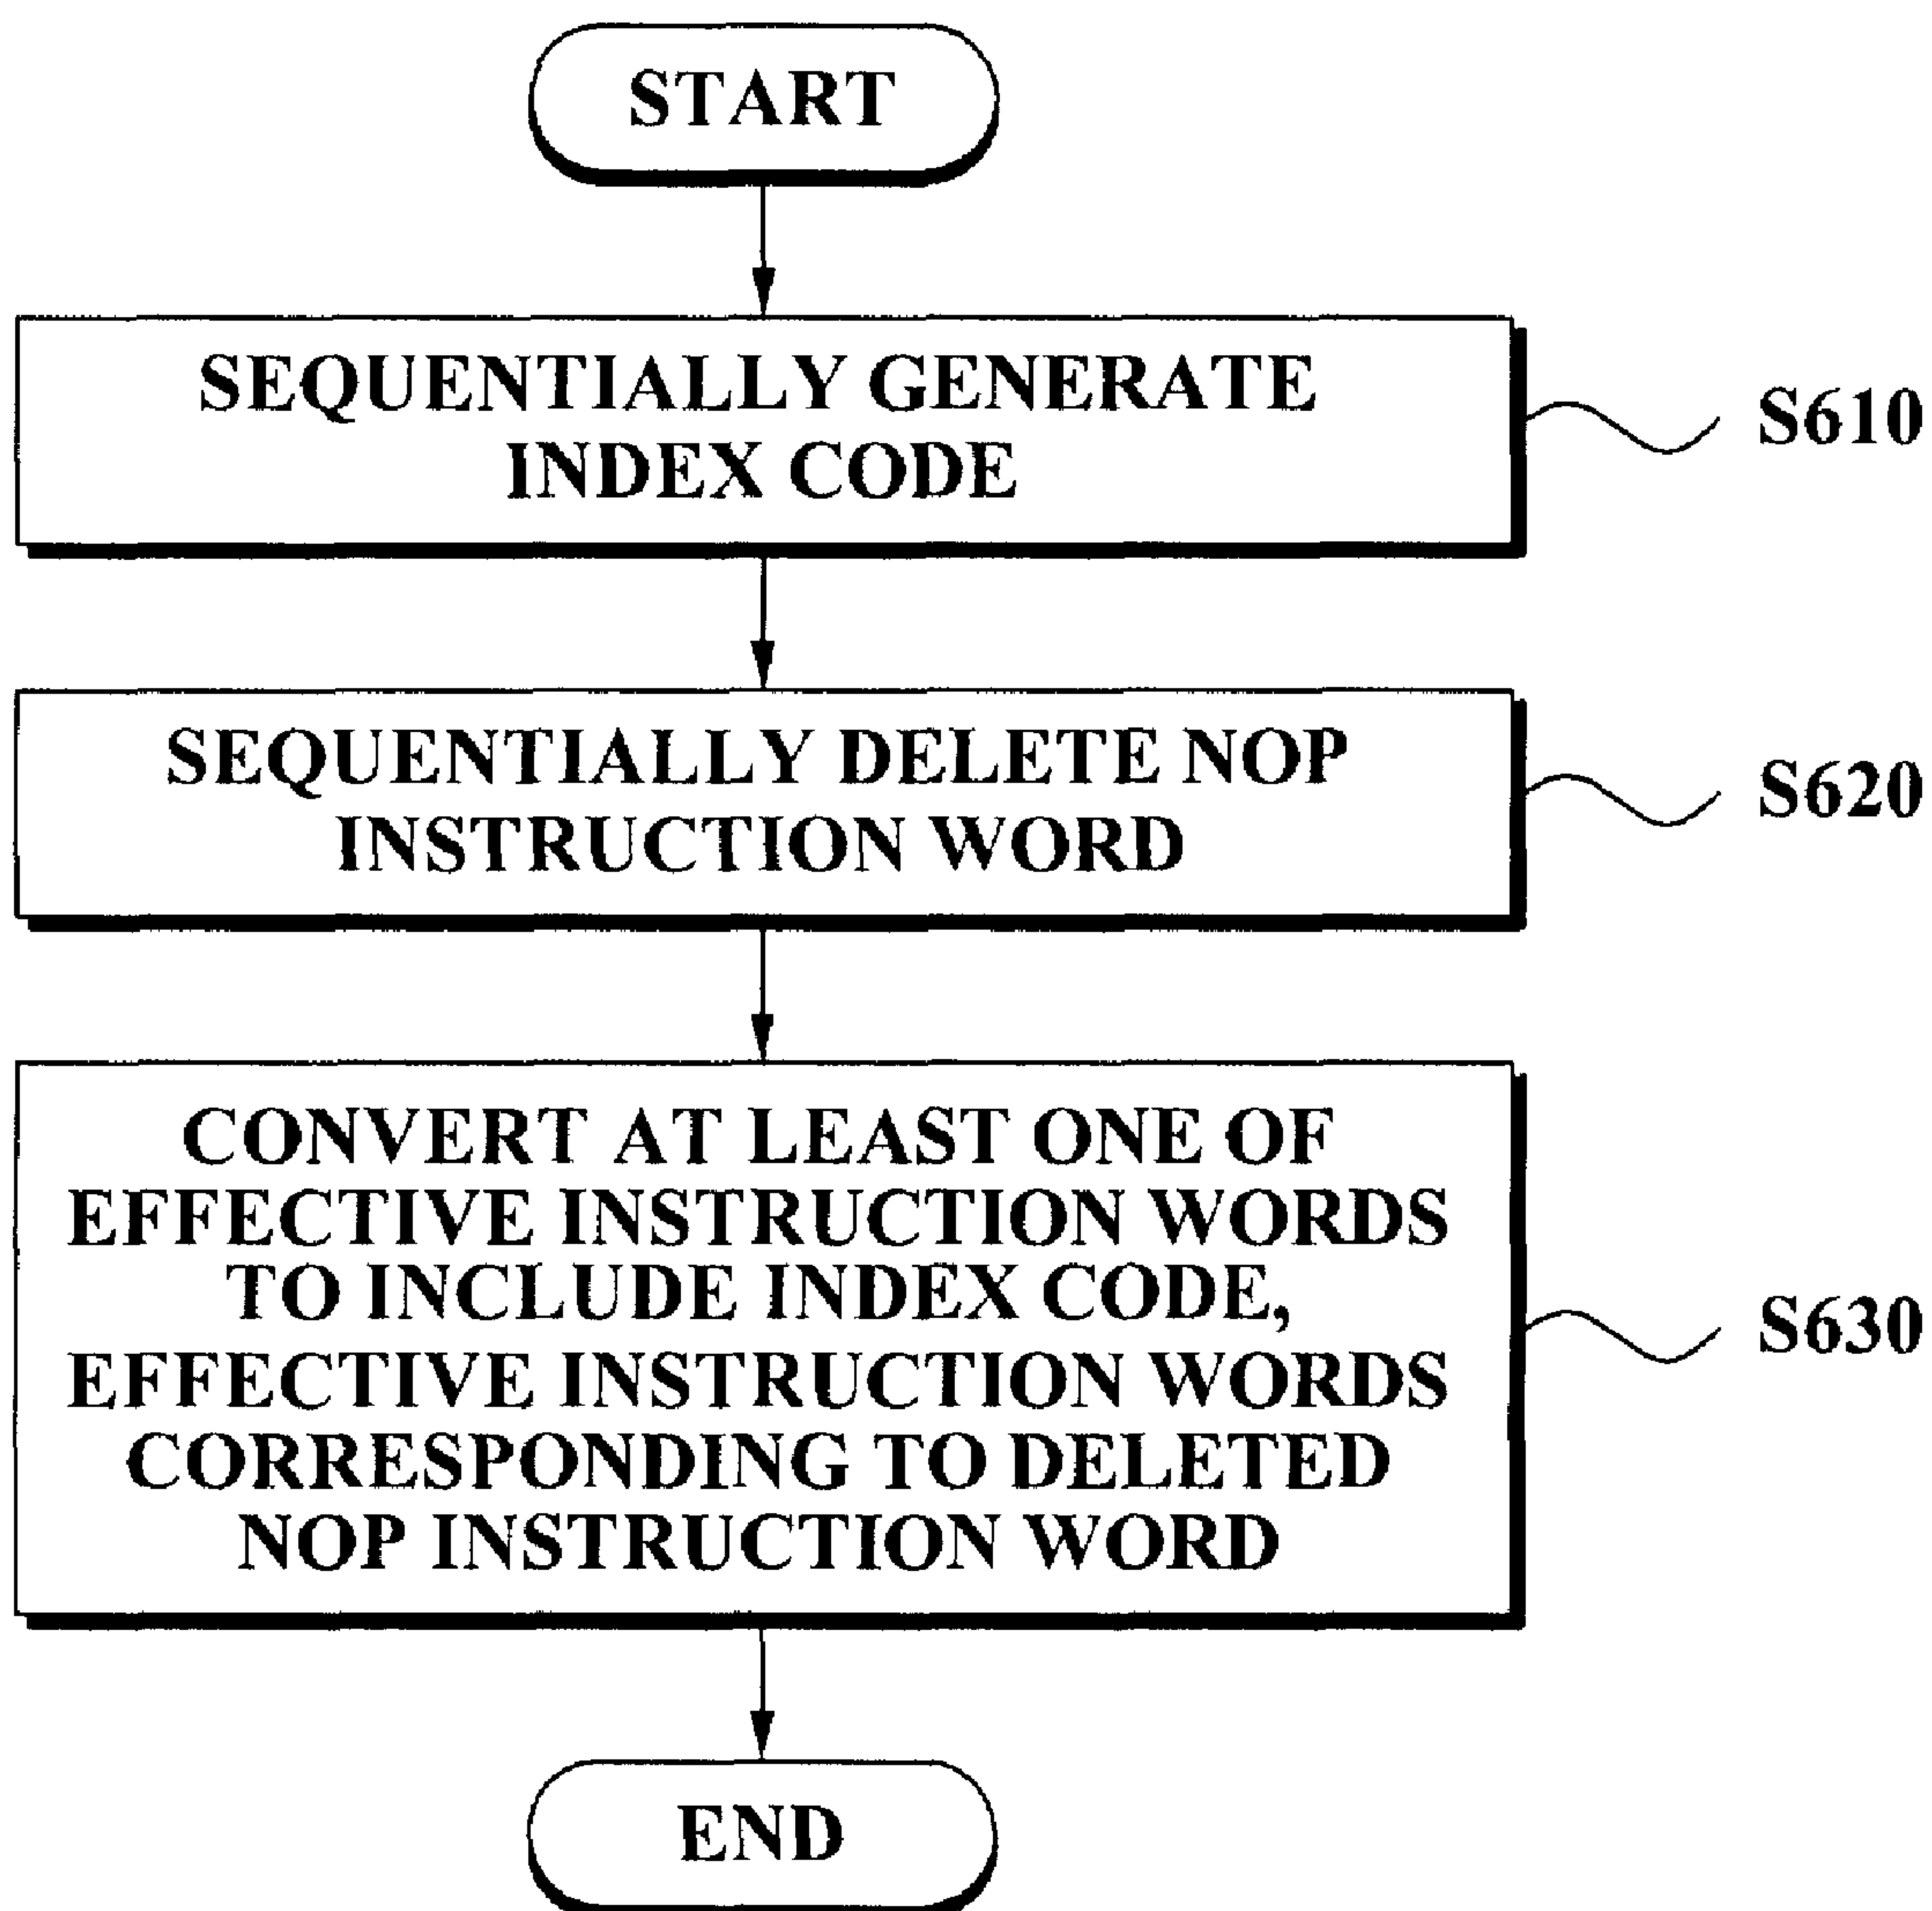 START
SEQUENTIALLY GENERATE
INDEX CODE
S610
SEQUENTIALLY DELETE NOP
INSTRUCTION WORD
S620
CONVERT AT LEAST ONE OF
EFFECTIVE INSTRUCTION WORDS
TO INCLUDE INDEX CODE,
EFFECTIVE INSTRUCTION WORDS
CORRESPONDING TO DELETED
NOP INSTRUCTION WORD
S630
END